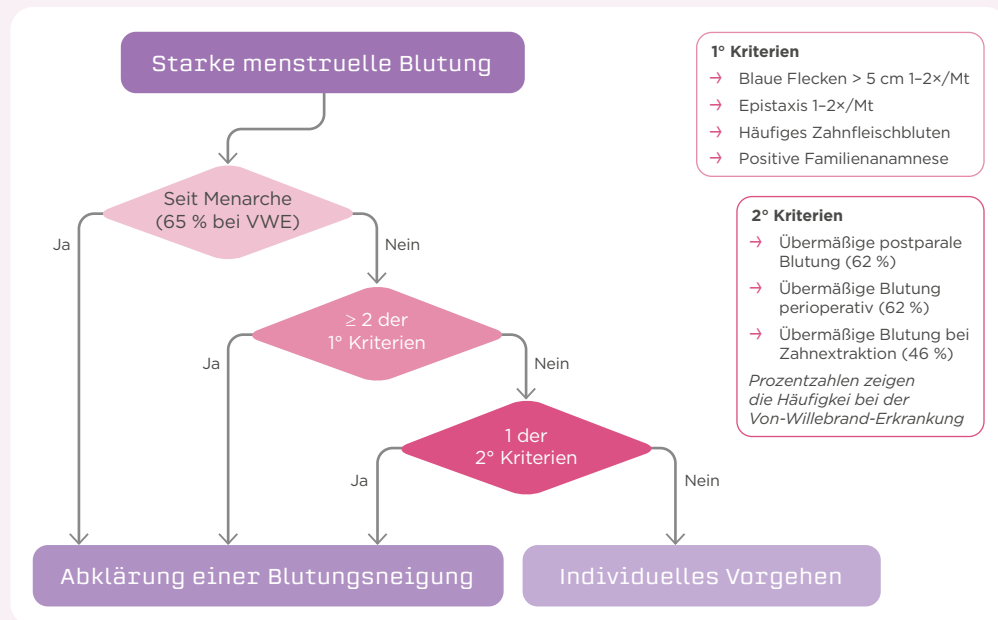 Starke menstruelle Blutung
Seit Menarche
(65 % bei VWE)
Ja
Nein
≥ 2 der
1° Kriterien
Ja
Nein
1 der
2° Kriterien
Ja
Nein
Abklärung einer Blutungsneigung
Individuelles Vorgehen
1° Kriterien
→ Blaue Flecken > 5 cm 1–2×/Mt
→ Epistaxis 1–2×/Mt
→ Häufiges Zahnfleischbluten
→ Positive Familienanamnese
2° Kriterien
→ Übermäßige postparale
Blutung (62 %)
→ Übermäßige Blutung
perioperativ (62 %)
→ Übermäßige Blutung bei
Zahnextraktion (46 %)
Prozentzahlen zeigen
die Häufigkei bei der
Von-Willebrand-Erkrankung